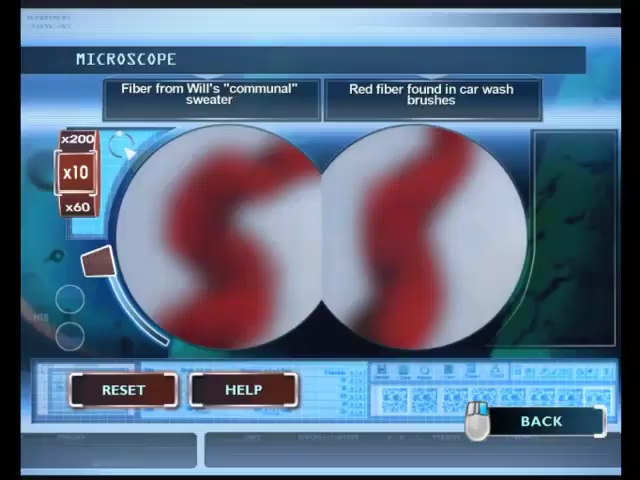 MICROSCOPE
Fiber from Will's "communal"
sweater
Red fiber found in car wash
brushes
x200
x10
x60
RESET
HELP
BACK